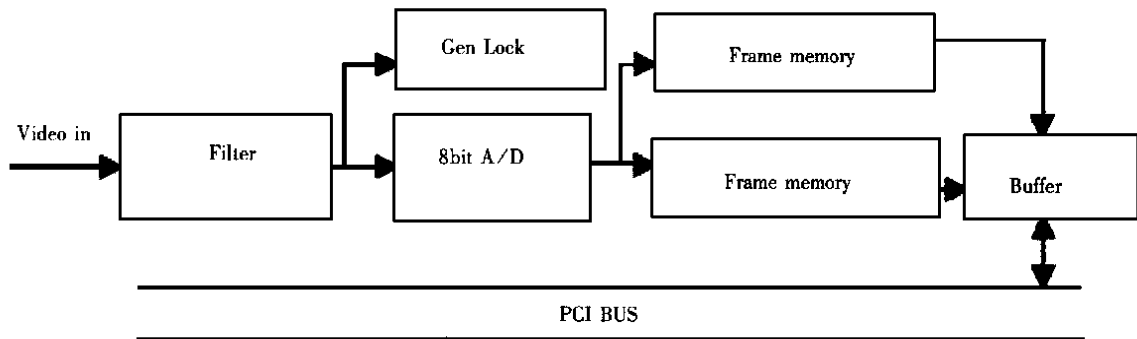 Gen Lock
Frame memory
Video in
Filter
8bit A/D
Frame memory
Buffer
PCI BUS